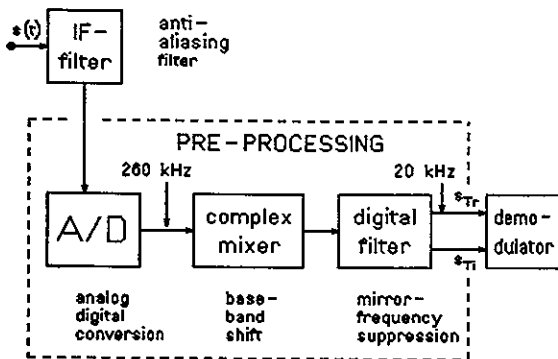 s(t)
IF-
filter
anti-
aliasing
filter
PRE-PROCESSING
260 kHz
20 kHz
A/D
complex
mixer
digital
filter
s_Tr
s_Ti
demo-
dulator
analog
digital
conversion
base-
band
shift
mirror-
frequency
suppression